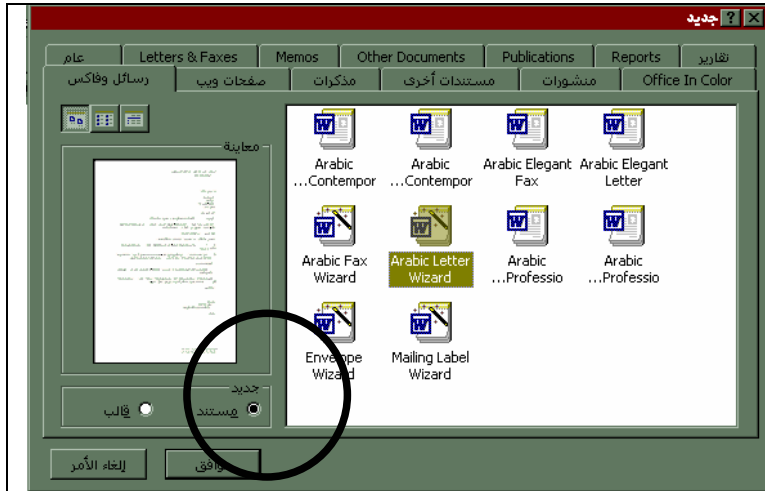 جديد
عام Letters & Faxes Memos Other Documents Publications Reports تقارير
رسائل وفاكس صفحات ويب مذكرات مستندات أخرى منشورات Office In Color
معاينة
Arabic Contempor... Arabic Contempor... Arabic Elegant Fax Arabic Elegant Letter
Arabic Fax Wizard Arabic Letter Wizard Arabic Professio... Arabic Professio...
Envelope Wizard Mailing Label Wizard
جديد
مستند قالب
موافق إلغاء الأمر